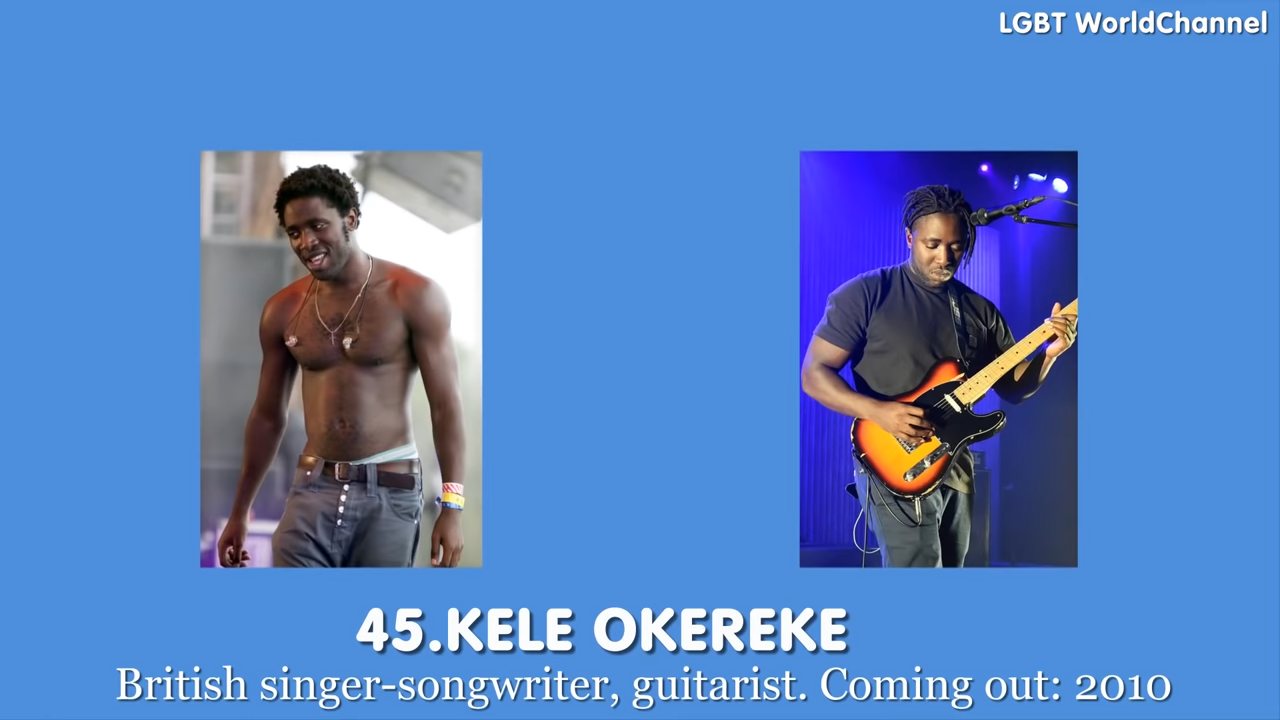 LGBT WorldChannel
45.KELE OKEREKE
British singer-songwriter, guitarist. Coming out: 2010